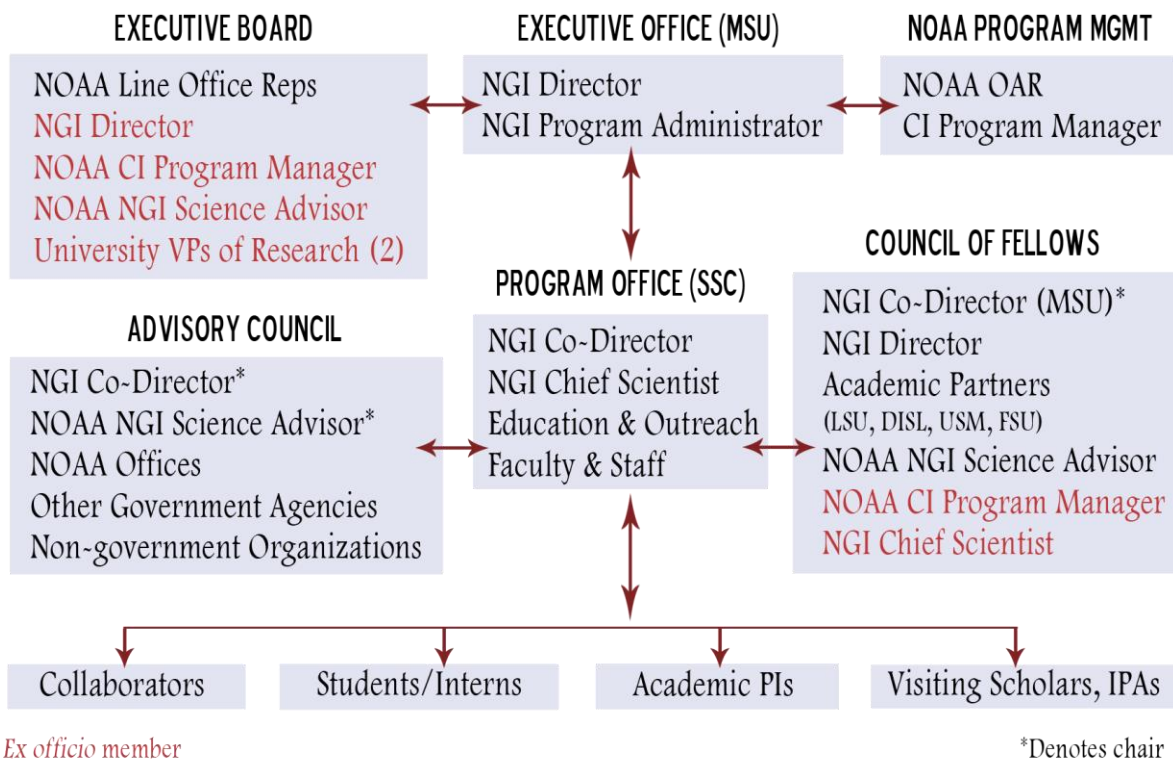 EXECUTIVE BOARD
NOAA Line Office Reps
NGI Director
NOAA CI Program Manager
NOAA NGI Science Advisor
University VPs of Research (2)
EXECUTIVE OFFICE (MSU)
NGI Director
NGI Program Administrator
NOAA PROGRAM MGMT
NOAA OAR
CI Program Manager
ADVISORY COUNCIL
NGI Co-Director*
NOAA NGI Science Advisor*
NOAA Offices
Other Government Agencies
Non-government Organizations
PROGRAM OFFICE (SSC)
NGI Co-Director
NGI Chief Scientist
Education & Outreach
Faculty & Staff
COUNCIL OF FELLOWS
NGI Co-Director (MSU)*
NGI Director
Academic Partners
(LSU, DISL, USM, FSU)
NOAA NGI Science Advisor
NOAA CI Program Manager
NGI Chief Scientist
Collaborators
Students/Interns
Academic PIs
Visiting Scholars, IPAs
Ex officio member
*Denotes chair